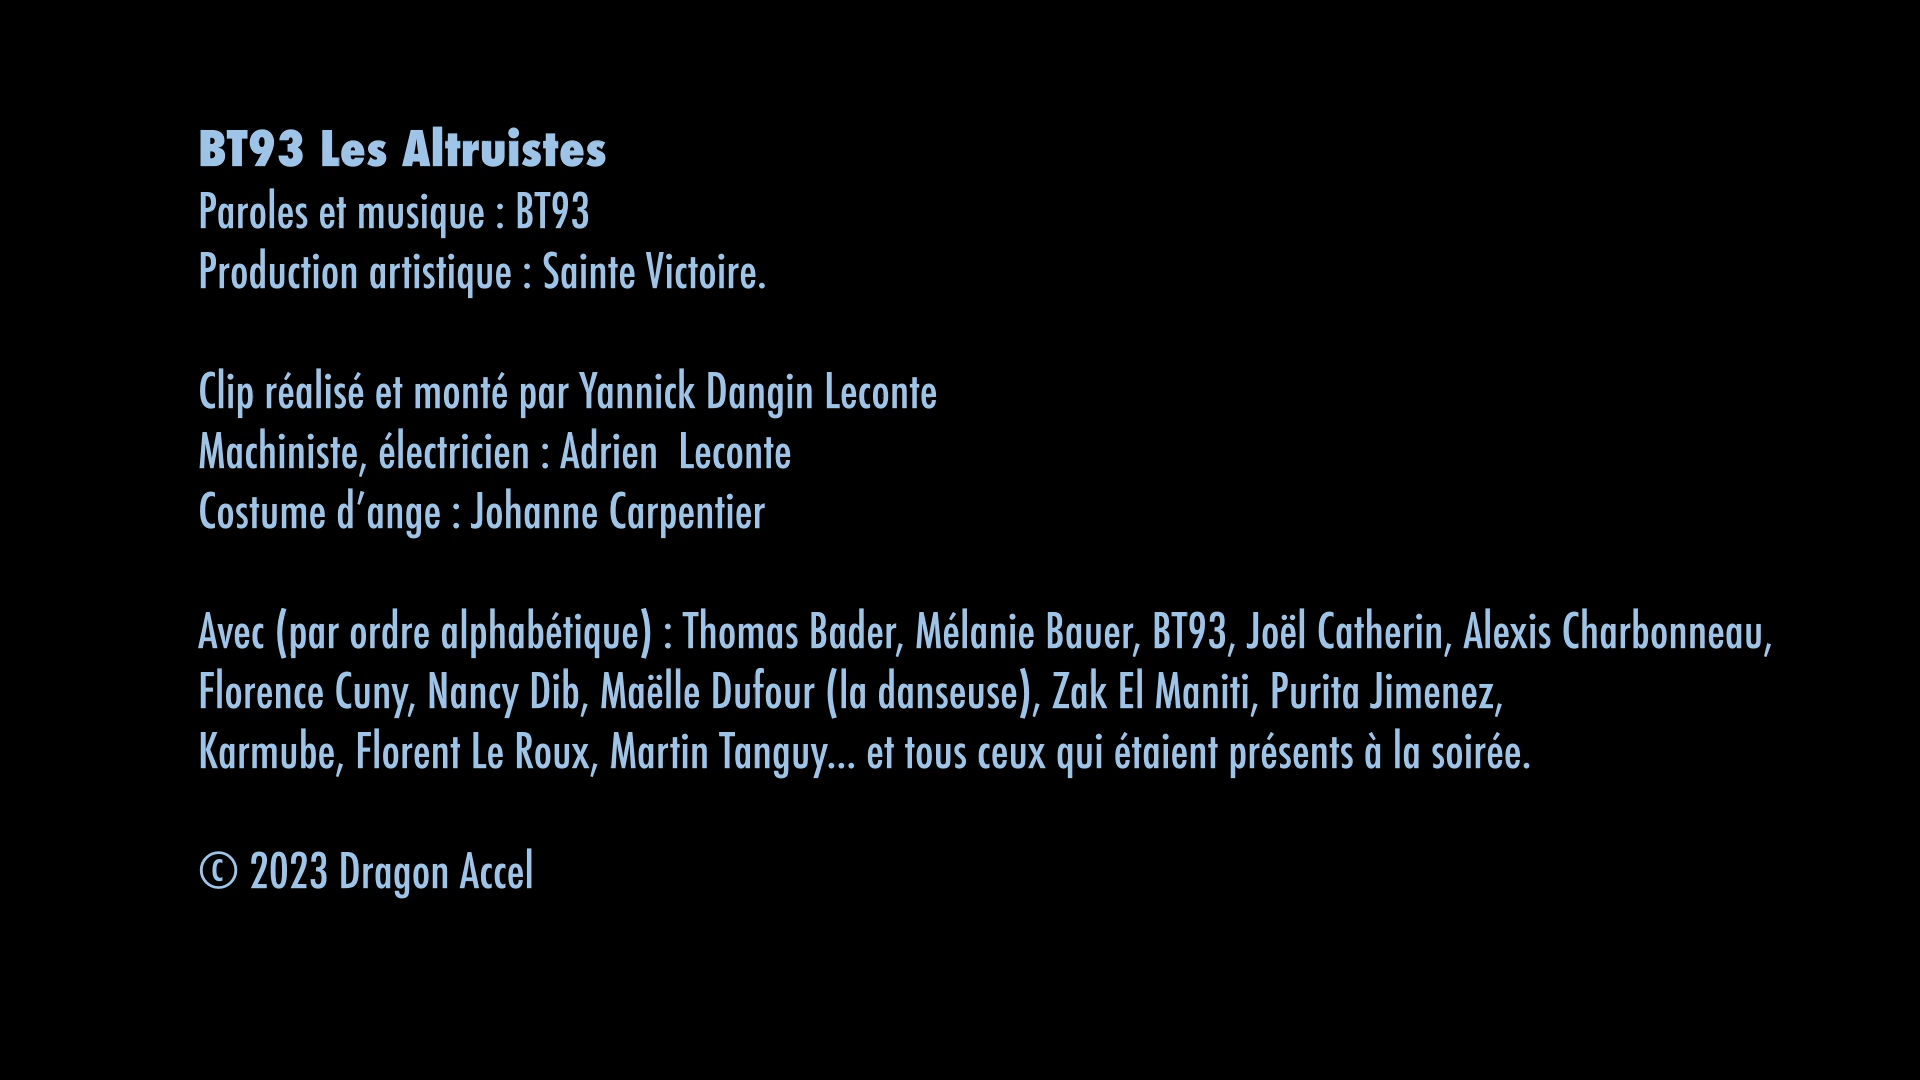 BT93 Les Altruistes
Paroles et musique : BT93
Production artistique : Sainte Victoire.
Clip réalisé et monté par Yannick Dangin Leconte
Machiniste, électricien : Adrien  Leconte
Costume d’ange : Johanne Carpentier
Avec (par ordre alphabétique) : Thomas Bader, Mélanie Bauer, BT93, Joël Catherin, Alexis Charbonneau,
Florence Cuny, Nancy Dib, Maëlle Dufour (la danseuse), Zak El Maniti, Purita Jimenez,
Karmube, Florent Le Roux, Martin Tanguy... et tous ceux qui étaient présents à la soirée.
© 2023 Dragon Accel